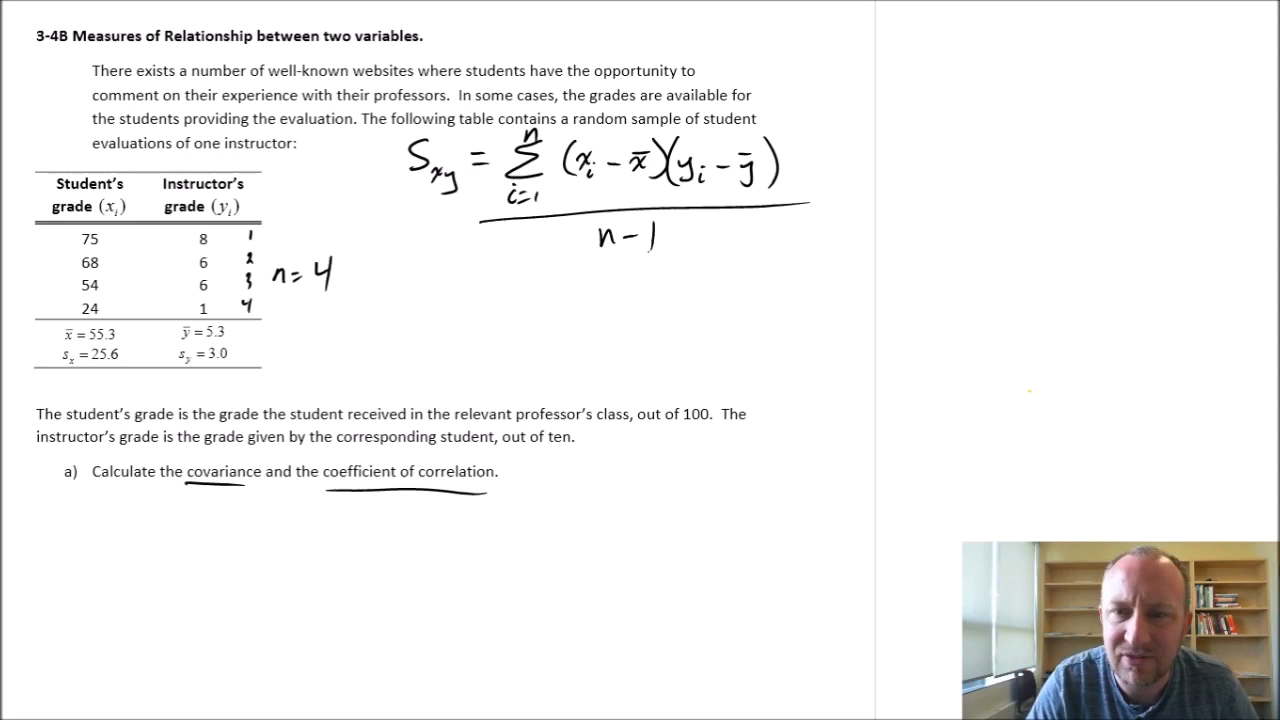 3-4B Measures of Relationship between two variables.
There exists a number of well-known websites where students have the opportunity to
comment on their experience with their professors. In some cases, the grades are available for
the students providing the evaluation. The following table contains a random sample of student
evaluations of one instructor:
Student's Instructor's
grade (xᵢ) grade (yᵢ)
75 8 1
68 6 2
54 6 3
24 1 4
x̄ = 55.3 ȳ = 5.3
sₓ = 25.6 s_y = 3.0
n = 4
S_xy = n Σ i=1 (xᵢ - x̄)(yᵢ - ȳ)
n - 1
The student's grade is the grade the student received in the relevant professor's class, out of 100. The
instructor's grade is the grade given by the corresponding student, out of ten.
a) Calculate the covariance and the coefficient of correlation.